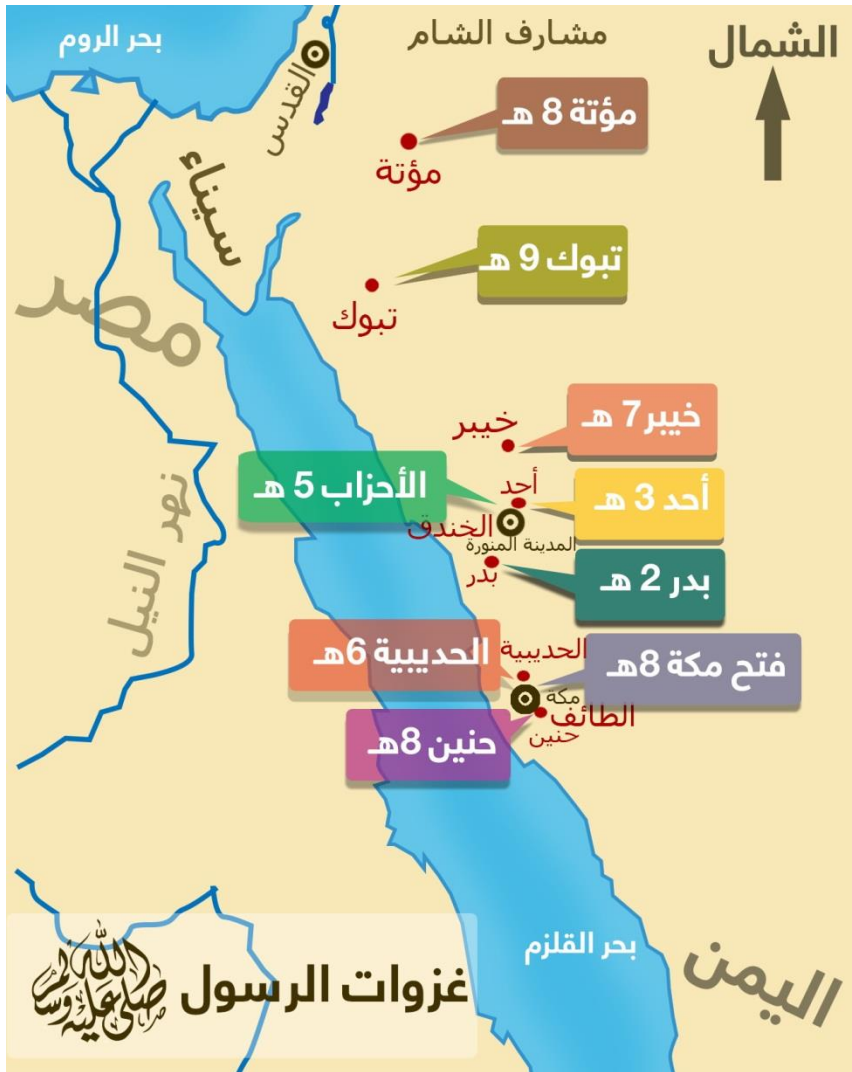 بحر الروم
مشارف الشام
الشمال
القدس
مؤتة 8 هـ
مؤتة
سيناء
تبوك 9 هـ
تبوك
مصر
خيبر7 هـ
خيبر
الأحزاب 5 هـ
أحد
أحد 3 هـ
الخندق
المدينة المنورة
بدر
بدر 2 هـ
نهر النيل
الحديبية 6هـ
الحديبية
فتح مكة 8هـ
مكة
الطائف
حنين
حنين 8هـ
بحر القلزم
اليمن
غزوات الرسول صلى الله عليه وسلم